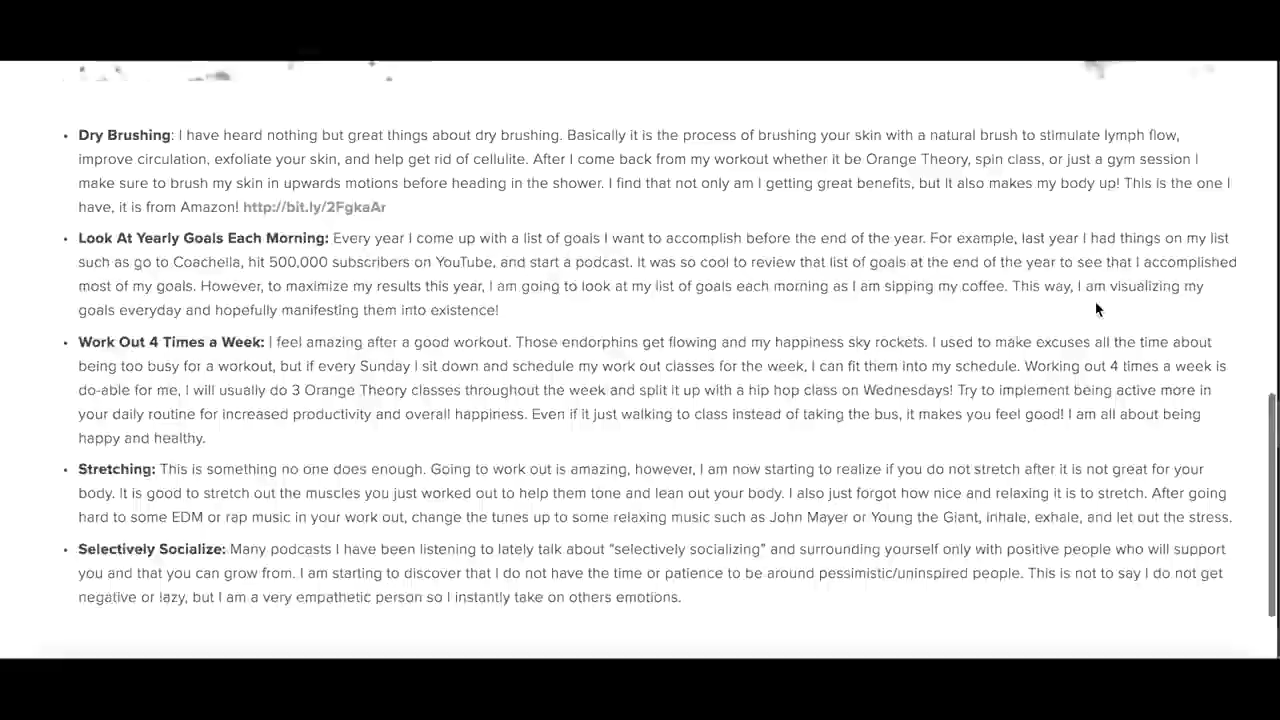 • Dry Brushing: I have heard nothing but great things about dry brushing. Basically it is the process of brushing your skin with a natural brush to stimulate lymph flow,
improve circulation, exfoliate your skin, and help get rid of cellulite. After I come back from my workout whether it be Orange Theory, spin class, or just a gym session I
make sure to brush my skin in upwards motions before heading in the shower. I find that not only am I getting great benefits, but it also makes my body up! This is the one I
have, it is from Amazon! http://bit.ly/2FgkaAr
• Look At Yearly Goals Each Morning: Every year I come up with a list of goals I want to accomplish before the end of the year. For example, last year I had things on my list
such as go to Coachella, hit 500,000 subscribers on YouTube, and start a podcast. It was so cool to review that list of goals at the end of the year to see that I accomplished
most of my goals. However, to maximize my results this year, I am going to look at my list of goals each morning as I am sipping my coffee. This way, I am visualizing my
goals everyday and hopefully manifesting them into existence!
• Work Out 4 Times a Week: I feel amazing after a good workout. Those endorphins get flowing and my happiness sky rockets. I used to make excuses all the time about
being too busy for a workout, but if every Sunday I sit down and schedule my work out classes for the week, I can fit them into my schedule. Working out 4 times a week is
do-able for me, I will usually do 3 Orange Theory classes throughout the week and split it up with a hip hop class on Wednesdays! Try to implement being active more in
your daily routine for increased productivity and overall happiness. Even if it just walking to class instead of taking the bus, it makes you feel good! I am all about being
happy and healthy.
• Stretching: This is something no one does enough. Going to work out is amazing, however, I am now starting to realize if you do not stretch after it is not great for your
body. It is good to stretch out the muscles you just worked out to help them tone and lean out your body. I also just forgot how nice and relaxing it is to stretch. After going
hard to some EDM or rap music in your work out, change the tunes up to some relaxing music such as John Mayer or Young the Giant, inhale, exhale, and let out the stress.
• Selectively Socialize: Many podcasts I have been listening to lately talk about “selectively socializing” and surrounding yourself only with positive people who will support
you and that you can grow from. I am starting to discover that I do not have the time or patience to be around pessimistic/uninspired people. This is not to say I do not get
negative or lazy, but I am a very empathetic person so I instantly take on others emotions.